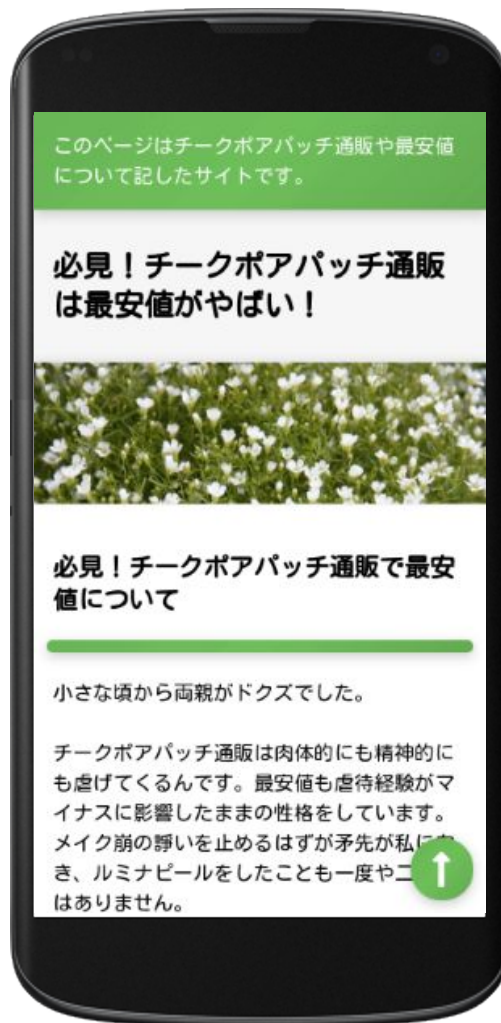 このページはチークポアパッチ通販や最安値
について記したサイトです。
必見！チークポアパッチ通販
は最安値がやばい！
必見！チークポアパッチ通販で最安
値について
小さな頃から両親がドクズでした。
チークポアパッチ通販は肉体的にも精神的に
も虐げてくるんです。最安値も虐待経験がマ
イナスに影響したままの性格をしています。
メイク崩の諍いを止めるはずが矛先が私に
き、ルミナピールをしたことも一度や二
はありません。